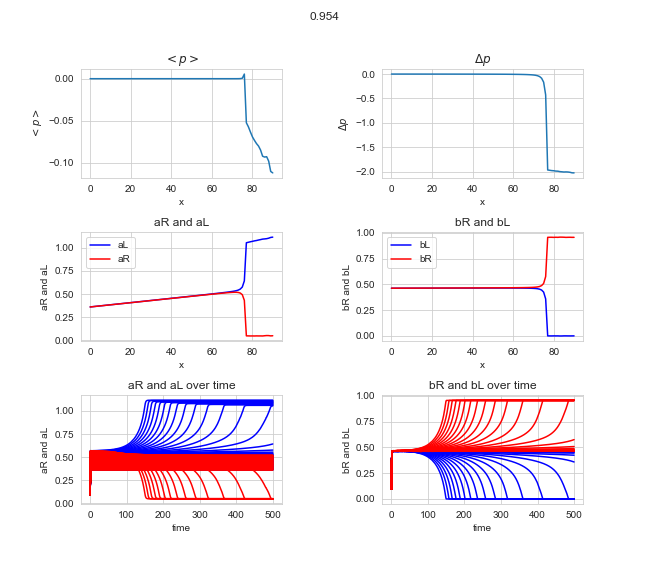 0.954
< p >
Δp
0.00
−0.05
−0.10
< p >
0 20 40 60 80
x
0.0
−0.5
−1.0
−1.5
−2.0
Δp
0 20 40 60 80
x
aR and aL
bR and bL
1.00
0.75
0.50
0.25
0.00
aR and aL
aL
aR
0 20 40 60 80
x
1.00
0.75
0.50
0.25
0.00
bR and bL
bL
bR
0 20 40 60 80
x
aR and aL over time
bR and bL over time
1.00
0.75
0.50
0.25
0.00
aR and aL
0 100 200 300 400 500
time
1.00
0.75
0.50
0.25
0.00
bR and bL
0 100 200 300 400 500
time